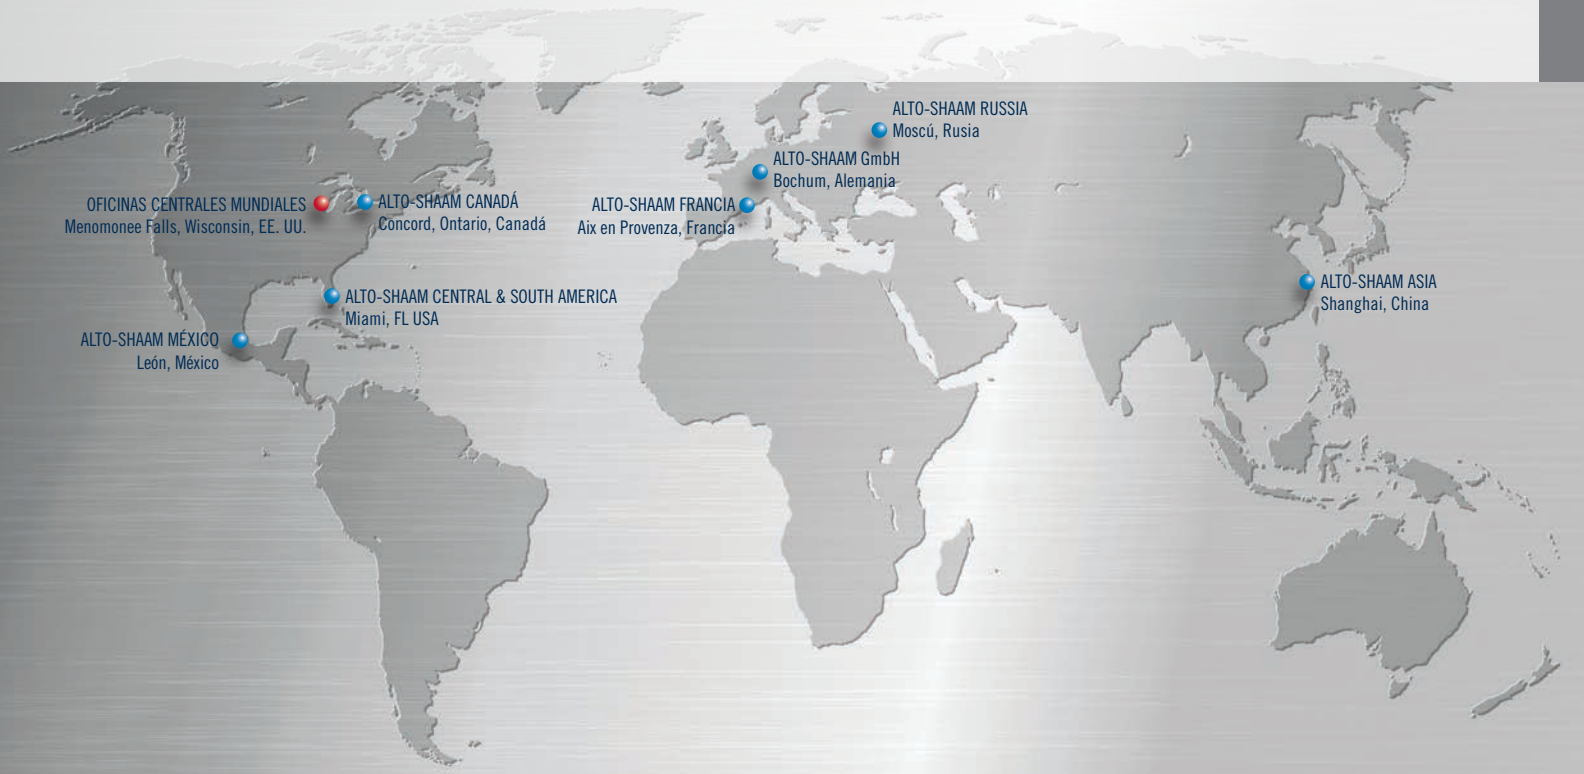 ALTO-SHAAM RUSSIA
Moscú, Rusia
ALTO-SHAAM GmbH
Bochum, Alemania
OFICINAS CENTRALES MUNDIALES
Menomonee Falls, Wisconsin, EE. UU.
ALTO-SHAAM CANADÁ
Concord, Ontario, Canadá
ALTO-SHAAM FRANCIA
Aix en Provenza, Francia
ALTO-SHAAM ASIA
Shanghai, China
ALTO-SHAAM CENTRAL & SOUTH AMERICA
Miami, FL USA
ALTO-SHAAM MÉXICO
León, México